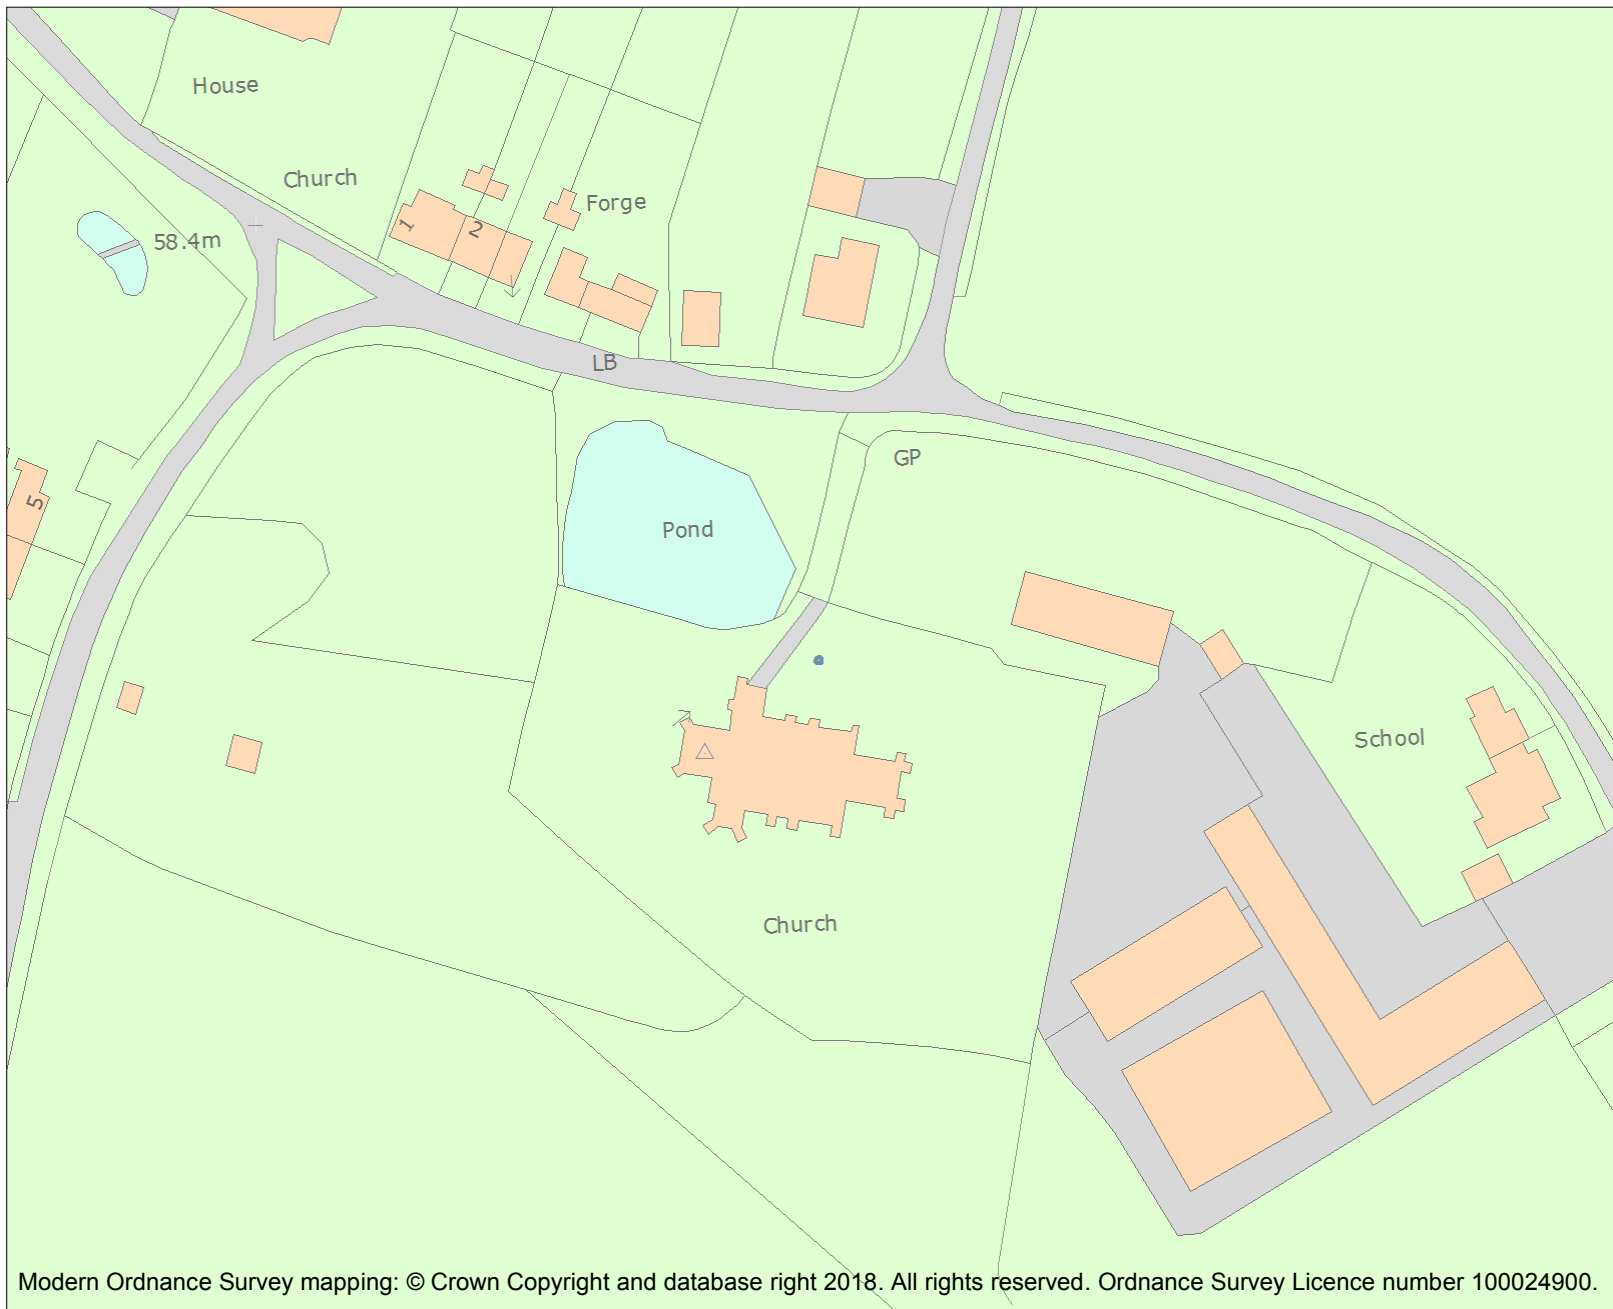 House
Church
Forge
1
2
58.4m
LB
GP
5
Pond
School
Church
Modern Ordnance Survey mapping: © Crown Copyright and database right 2018. All rights reserved. Ordnance Survey Licence number 100024900.